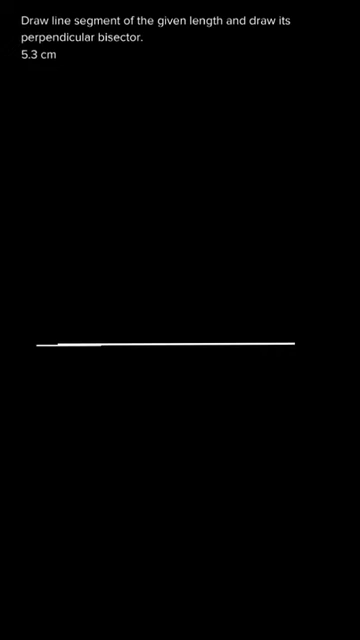 Draw line segment of the given length and draw its
perpendicular bisector.
5.3 cm